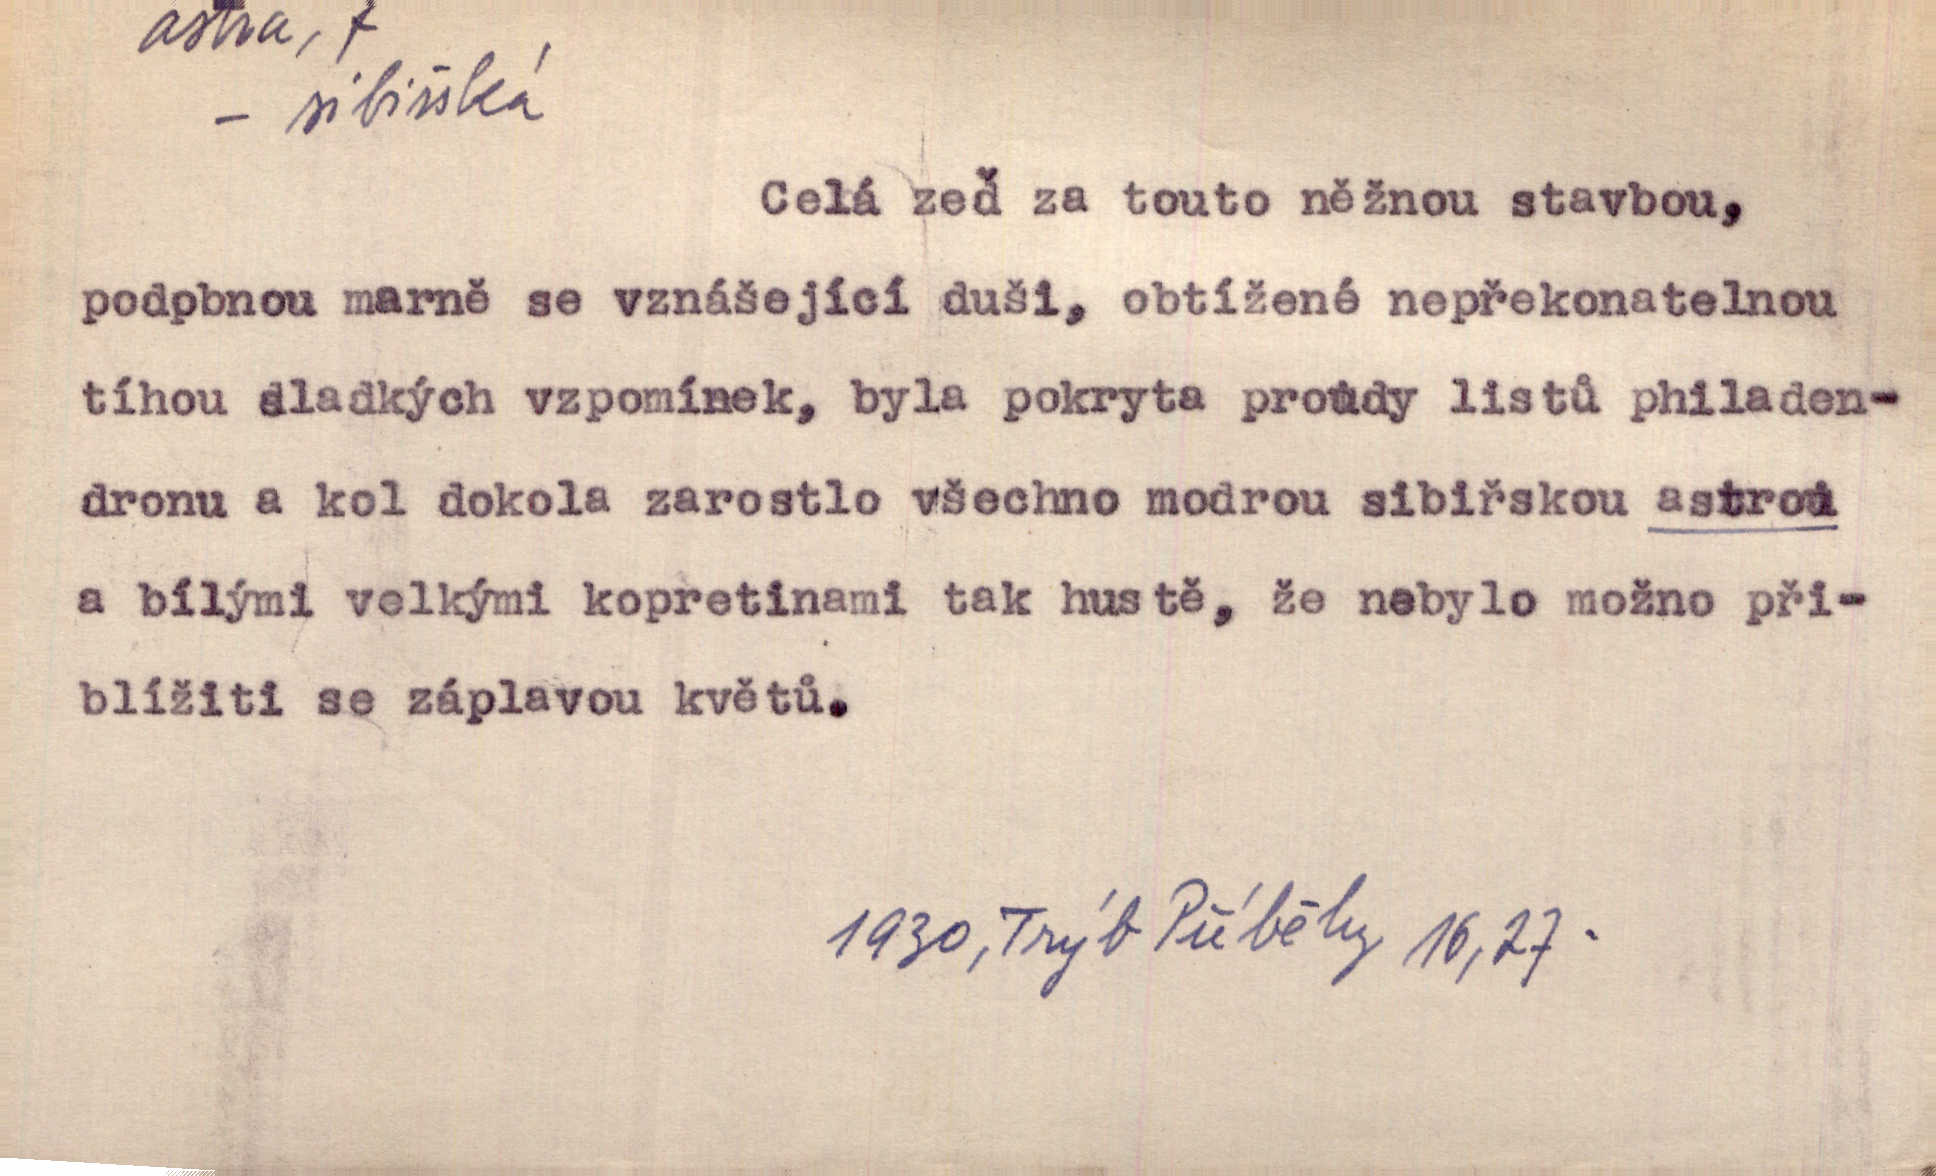 astra, f
– sibiřská
Celá zeď za touto něžnou stavbou,
podobnou marně se vznášející duši, obtížené nepřekonatelnou
tíhou sladkých vzpomínek, byla pokryta proudy listů philaden-
dronu a kol dokola zarostlo všechno modrou sibiřskou astrou
a bílými velkými kopretinami tak hustě, že nebylo možno při-
blížiti se záplavou květů.
1930, Trýb Příběhy 16, 27.